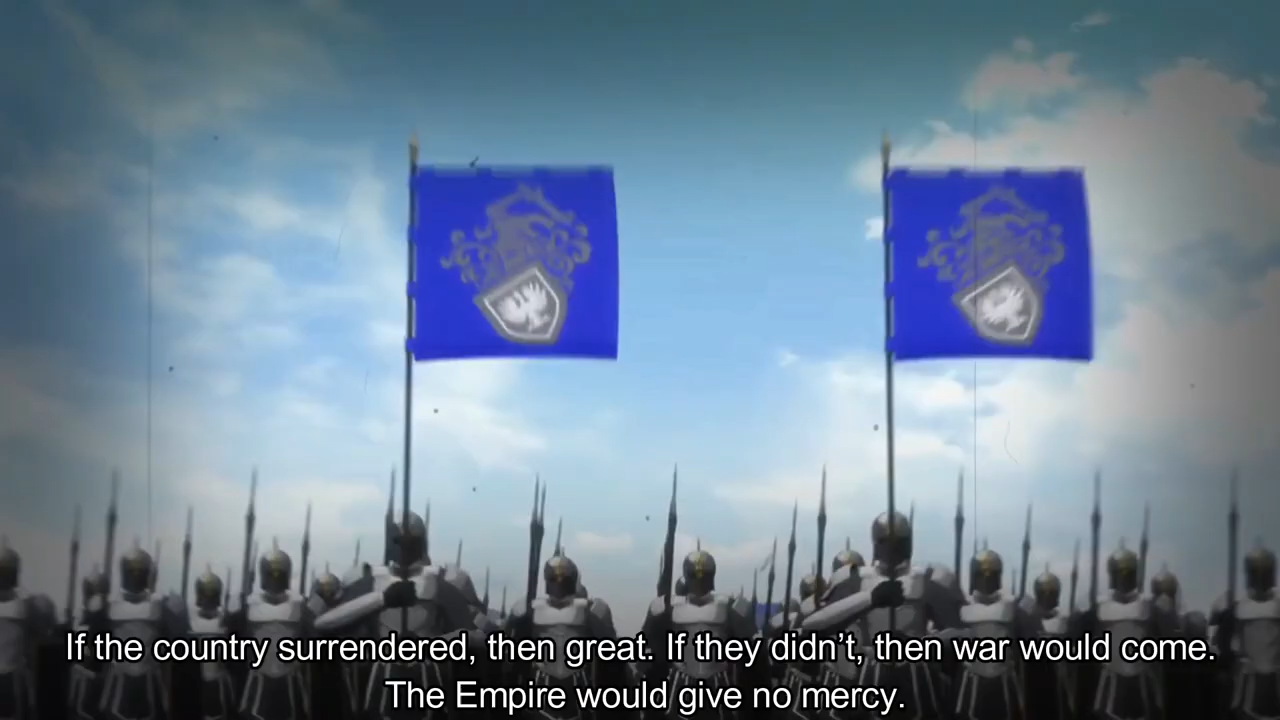 If the country surrendered, then great. If they didn’t, then war would come.
The Empire would give no mercy.